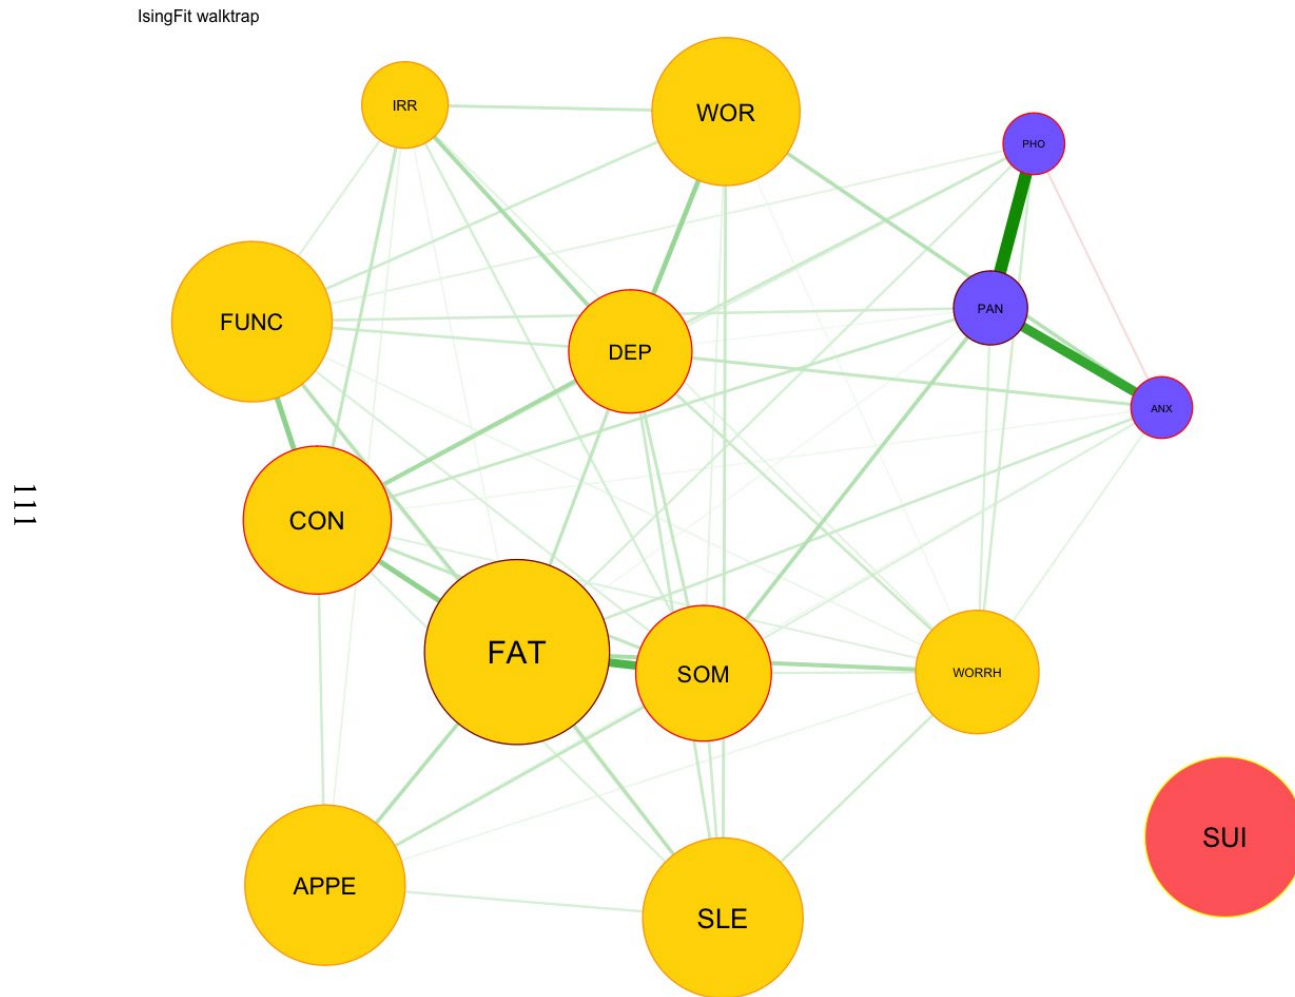 IsingFit walktrap
IRR
WOR
PHO
PAN
FUNC
DEP
ANX
CON
111
FAT
SOM
WORRH
SUI
APPE
SLE